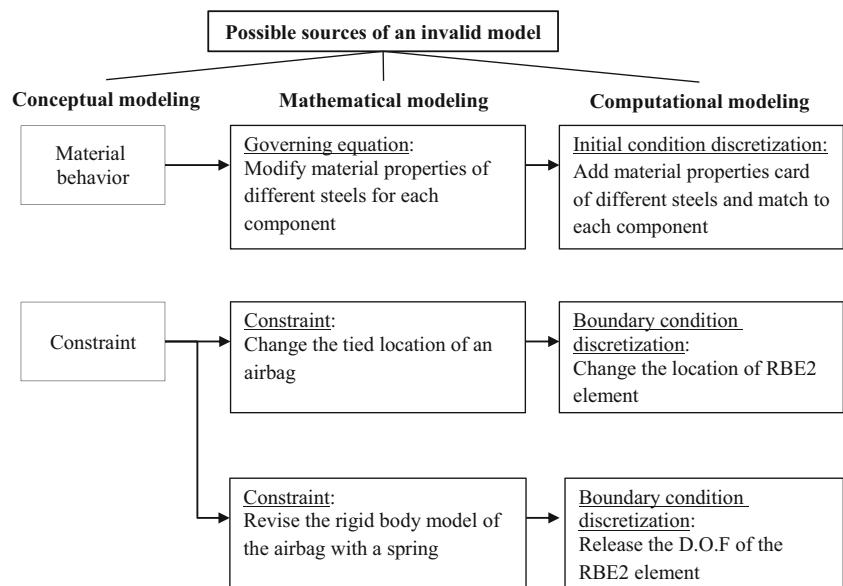 Possible sources of an invalid model
Conceptual modeling
Mathematical modeling
Computational modeling
Material
behavior
Governing equation:
Modify material properties of
different steels for each
component
Initial condition discretization:
Add material properties card
of different steels and match to
each component
Constraint
Constraint:
Change the tied location of an
airbag
Boundary condition
discretization:
Change the location of RBE2
element
Constraint:
Revise the rigid body model of
the airbag with a spring
Boundary condition
discretization:
Release the D.O.F of the
RBE2 element